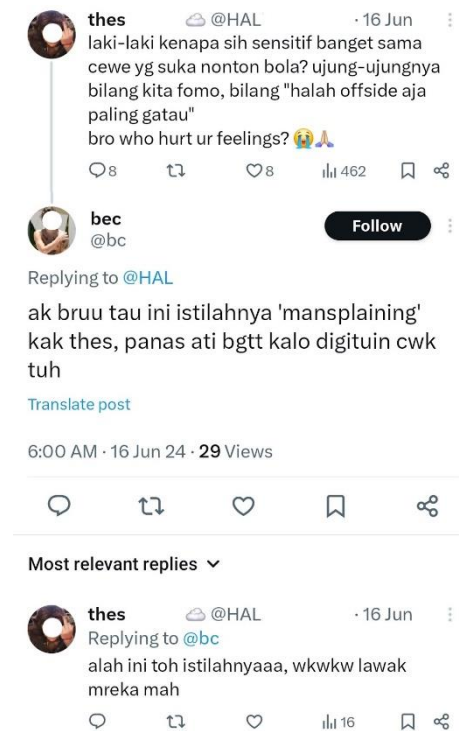 thes @HAL · 16 Jun
laki-laki kenapa sih sensitif banget sama
cewe yg suka nonton bola? ujung-ujungnya
bilang kita fomo, bilang "halah offside aja
paling gatau"
bro who hurt ur feelings? 😭🙏🏻
8 8 462
bec
@bc
Follow
Replying to @HAL
ak bruu tau ini istilahnya 'mansplaining'
kak thes, panas ati bgtt kalo digituin cwk
tuh
Translate post
6:00 AM · 16 Jun 24 · 29 Views
Most relevant replies
thes @HAL · 16 Jun
Replying to @bc
alah ini toh istilahnyaaa, wkwkw lawak
mreka mah
16